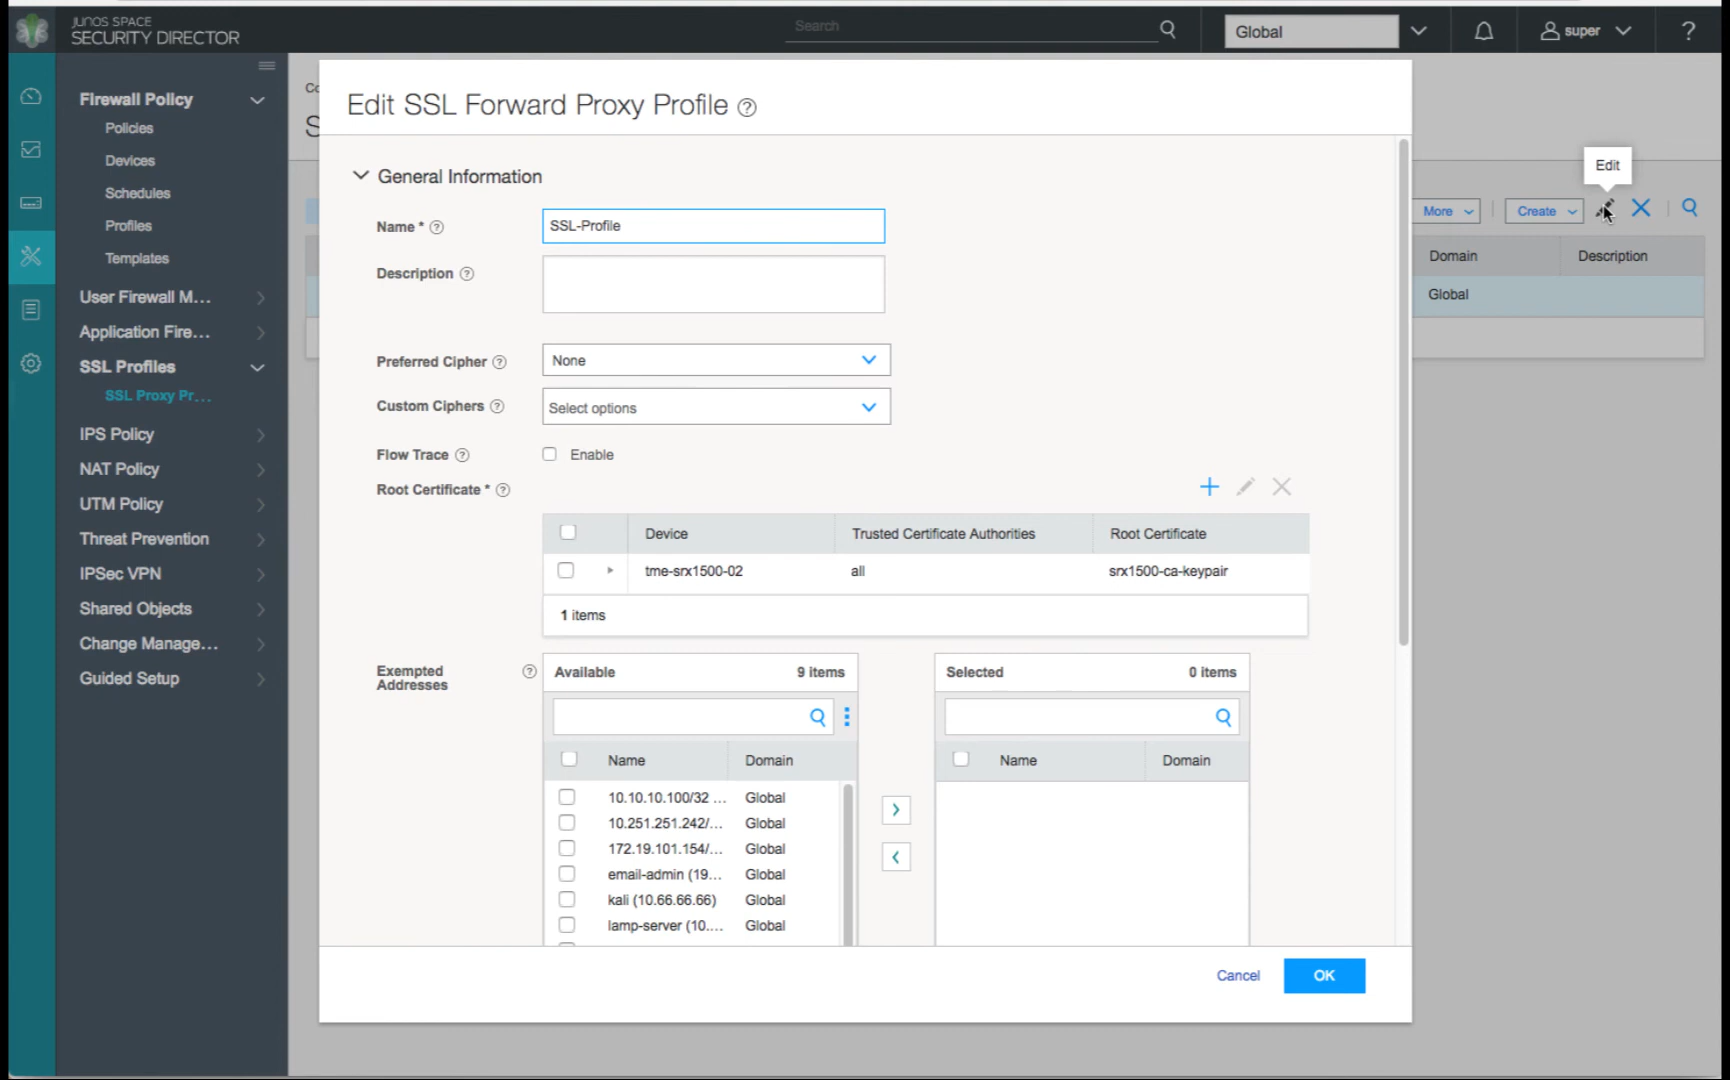 JUNOS SPACE
SECURITY DIRECTOR
Search
Global
super
?
Firewall Policy
Policies
Devices
Schedules
Profiles
Templates
User Firewall M...
Application Fire...
SSL Profiles
SSL Proxy Pr...
IPS Policy
NAT Policy
UTM Policy
Threat Prevention
IPSec VPN
Shared Objects
Change Manage...
Guided Setup
Co
S
Edit SSL Forward Proxy Profile ?
General Information
Name * ? SSL-Profile
Description ?
Preferred Cipher ? None
Custom Ciphers ? Select options
Flow Trace ? Enable
Root Certificate * ?
Device Trusted Certificate Authorities Root Certificate
tme-srx1500-02 all srx1500-ca-keypair
1 items
Exempted
Addresses ?
Available 9 items
Name Domain
10.10.10.100/32 ... Global
10.251.251.242/... Global
172.19.101.154/... Global
email-admin (19... Global
kali (10.66.66.66) Global
lamp-server (10.... Global
Selected 0 items
Name Domain
Cancel OK
Edit
More Create
Domain Description
Global